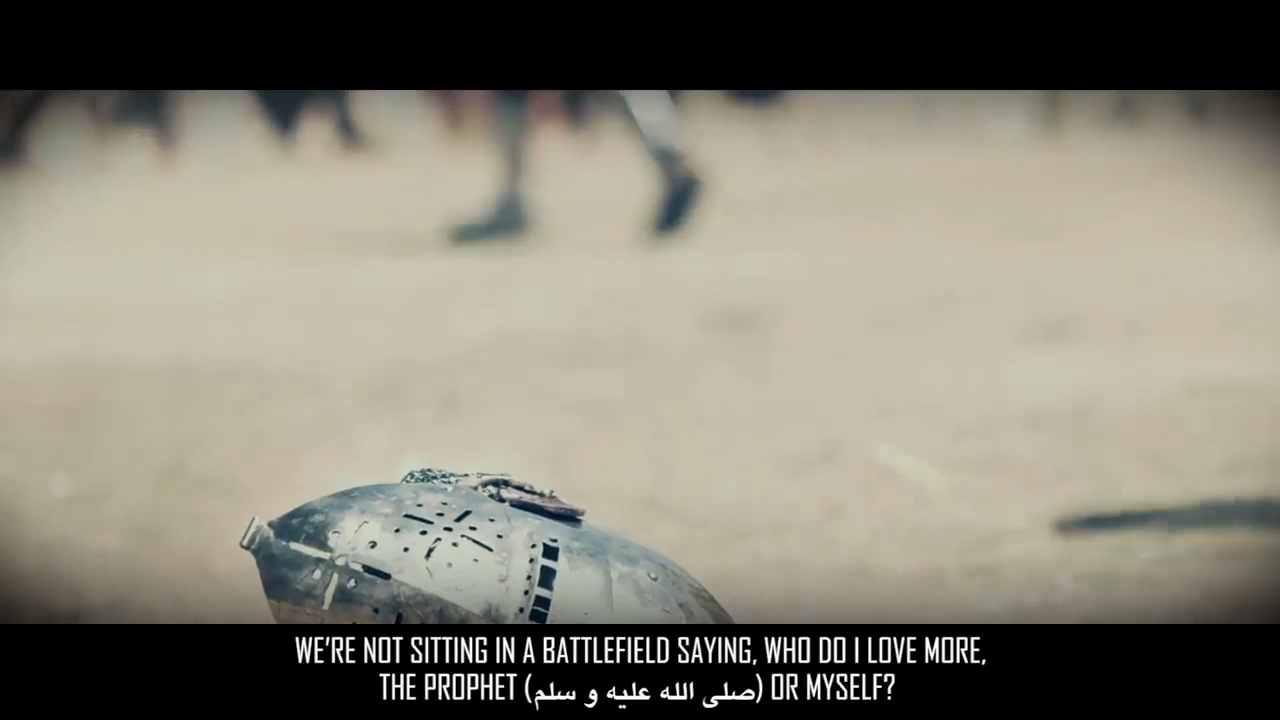 WE'RE NOT SITTING IN A BATTLEFIELD SAYING, WHO DO I LOVE MORE,
THE PROPHET (صلى الله عليه و سلم) OR MYSELF?